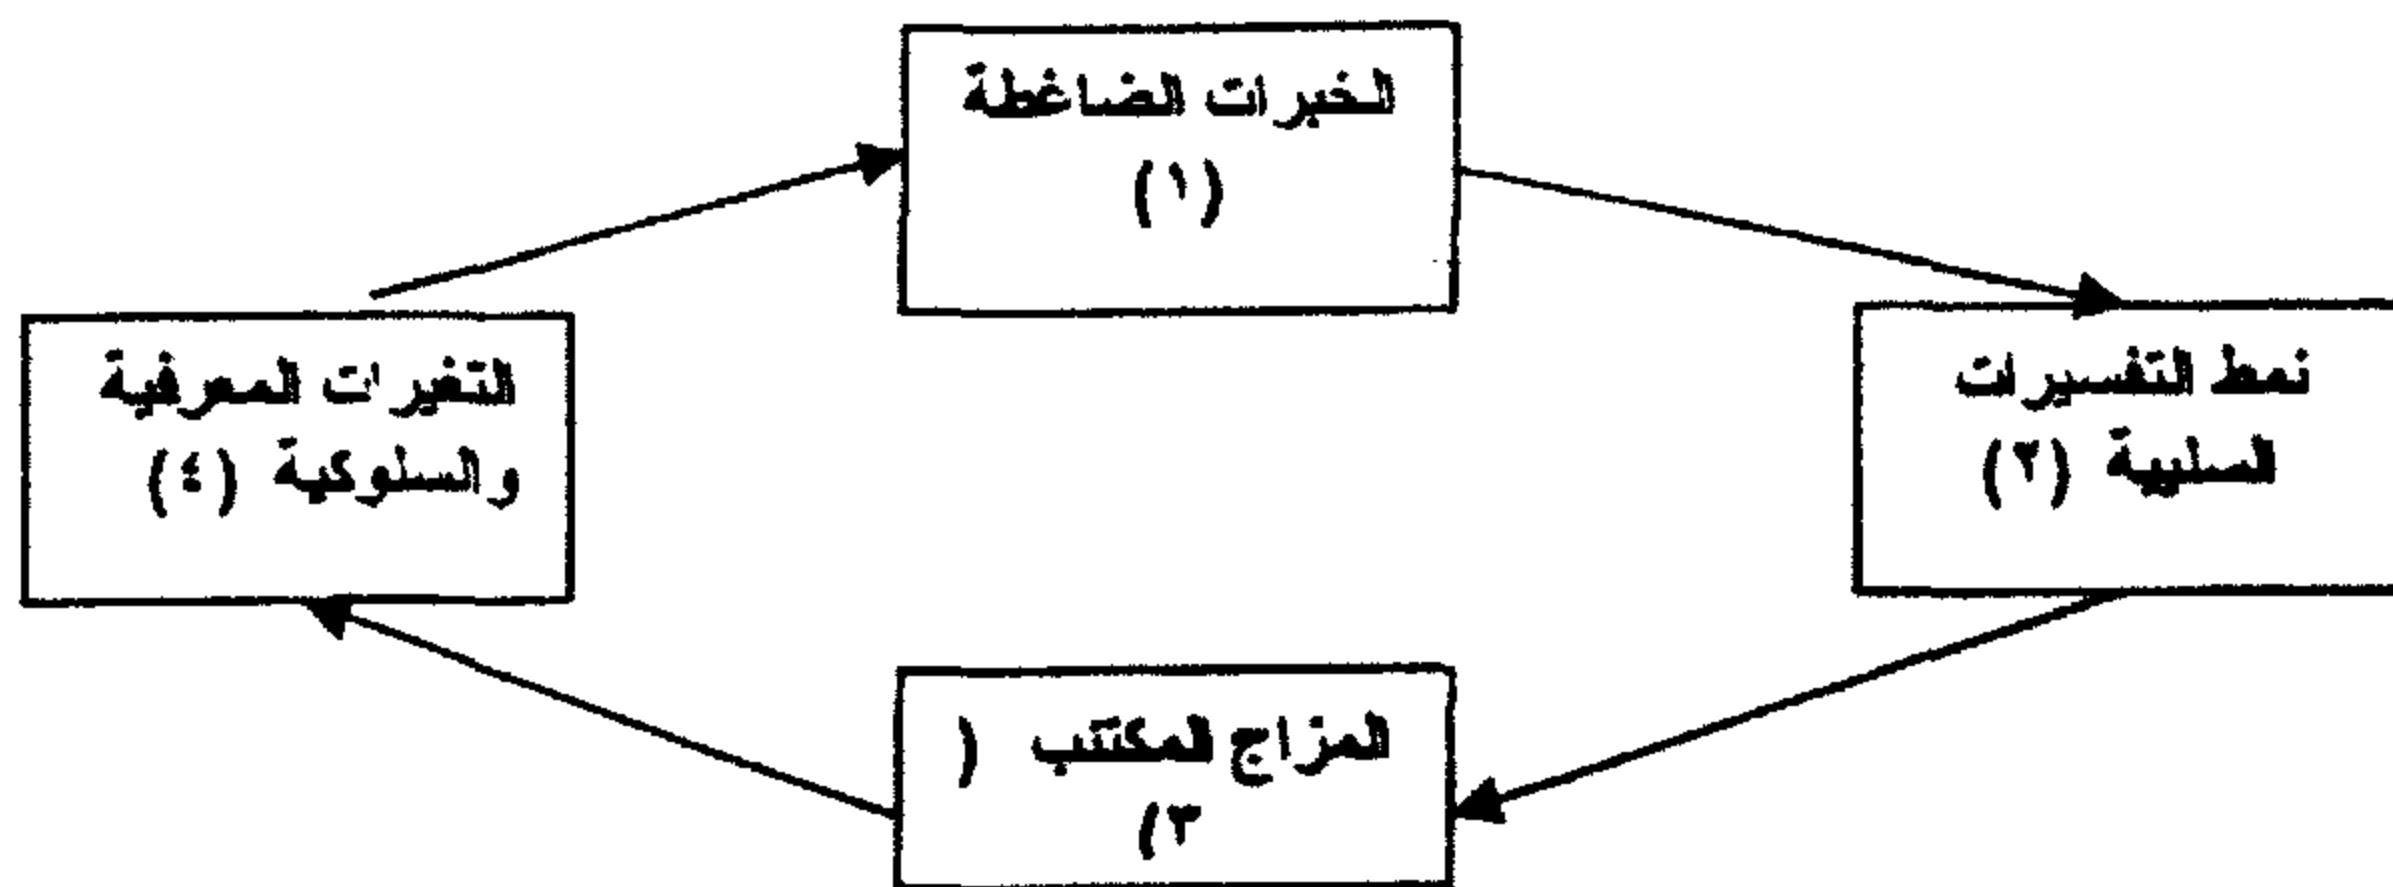 الخبرات الضاغطة
(١)
نمط التفسيرات
السلبية (٢)
المزاج المكتئب (
٣)
التغيرات المعرفية
والسلوكية (٤)